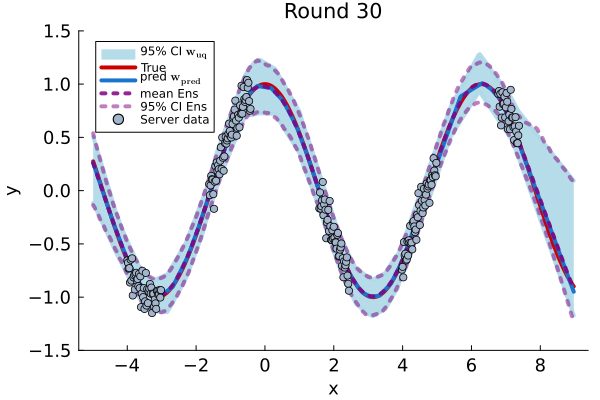 Round 30
1.5
1.0
0.5
0.0
−0.5
−1.0
−1.5
y
95% CI w_uq
True
pred w_pred
mean Ens
95% CI Ens
Server data
−4 −2 0 2 4 6 8
x